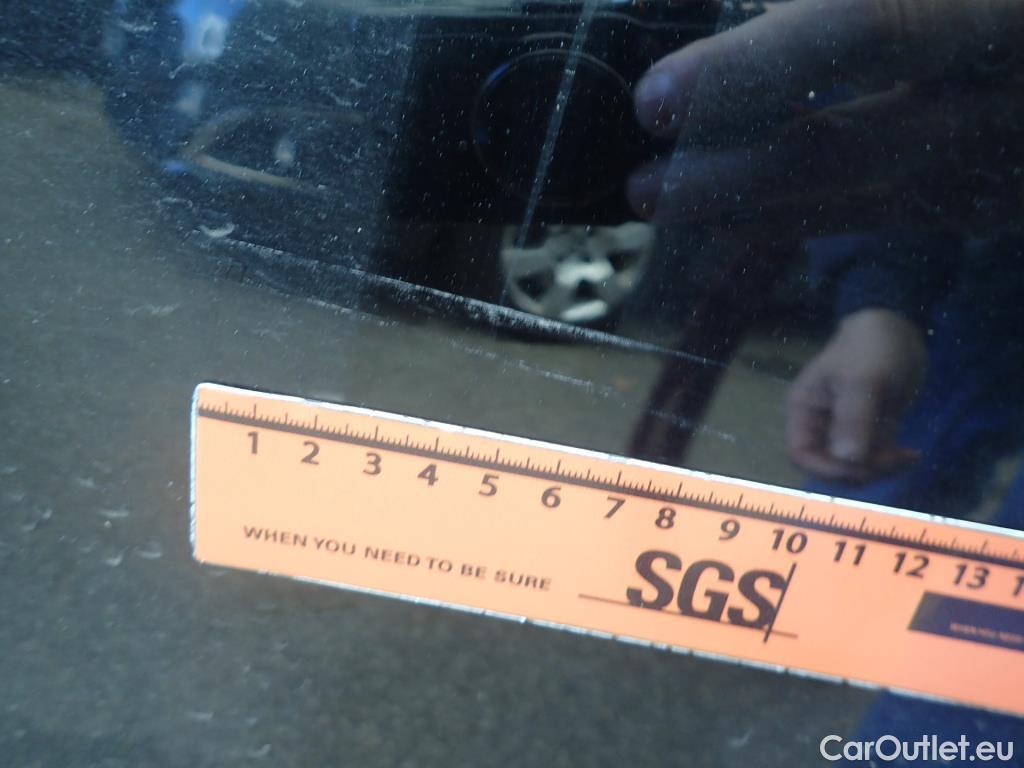 1 2 3 4 5 6 7 8 9 10 11 12 13
WHEN YOU NEED TO BE SURE
SGS
CarOutlet.eu